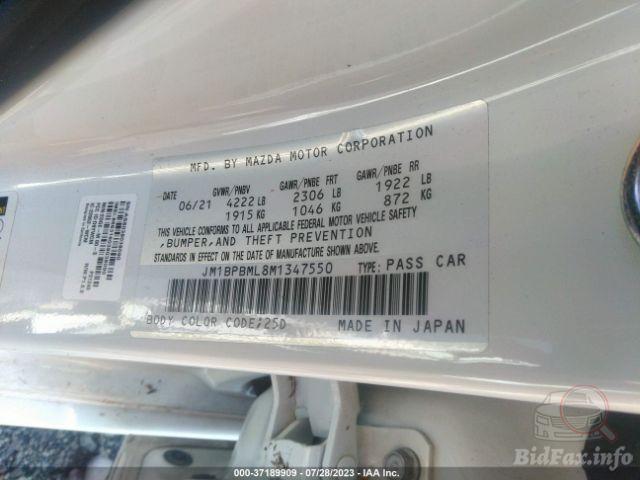 MFD. BY MAZDA MOTOR CORPORATION
DATE GVWR/PNBV GAWR/PNBE FRT GAWR/PNBE RR
06/21 4222 LB 2306 LB 1922 LB
1915 KG 1046 KG 872 KG
THIS VEHICLE CONFORMS TO ALL APPLICABLE FEDERAL MOTOR VEHICLE SAFETY
,BUMPER,AND THEFT PREVENTION
STANDARDS IN EFFECT ON THE DATE OF MANUFACTURE SHOWN ABOVE.
JM1BPBML8M1347550 TYPE: PASS CAR
BODY COLOR CODE;25D MADE IN JAPAN
BidFax.info
000-37189909 - 07/28/2023 - IAA Inc.